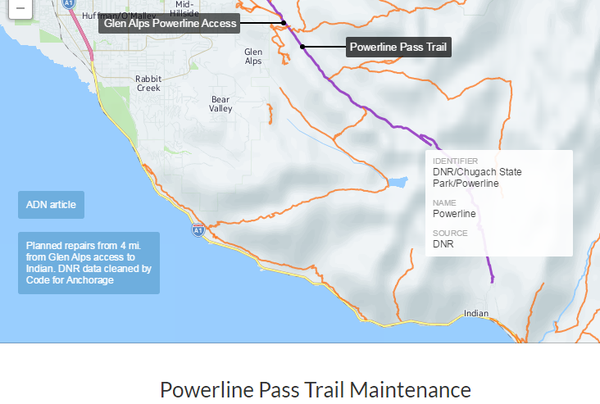 −
A1
Huffman/O'Malley
Mid-
Hillside
Glen Alps Powerline Access
Powerline Pass Trail
Glen
Alps
Rabbit
Creek
Bear
Valley
IDENTIFIER
DNR/Chugach State
Park/Powerline
NAME
Powerline
SOURCE
DNR
ADN article
A1
Planned repairs from 4 mi.
from Glen Alps access to
Indian. DNR data cleaned by
Code for Anchorage
Indian
Powerline Pass Trail Maintenance